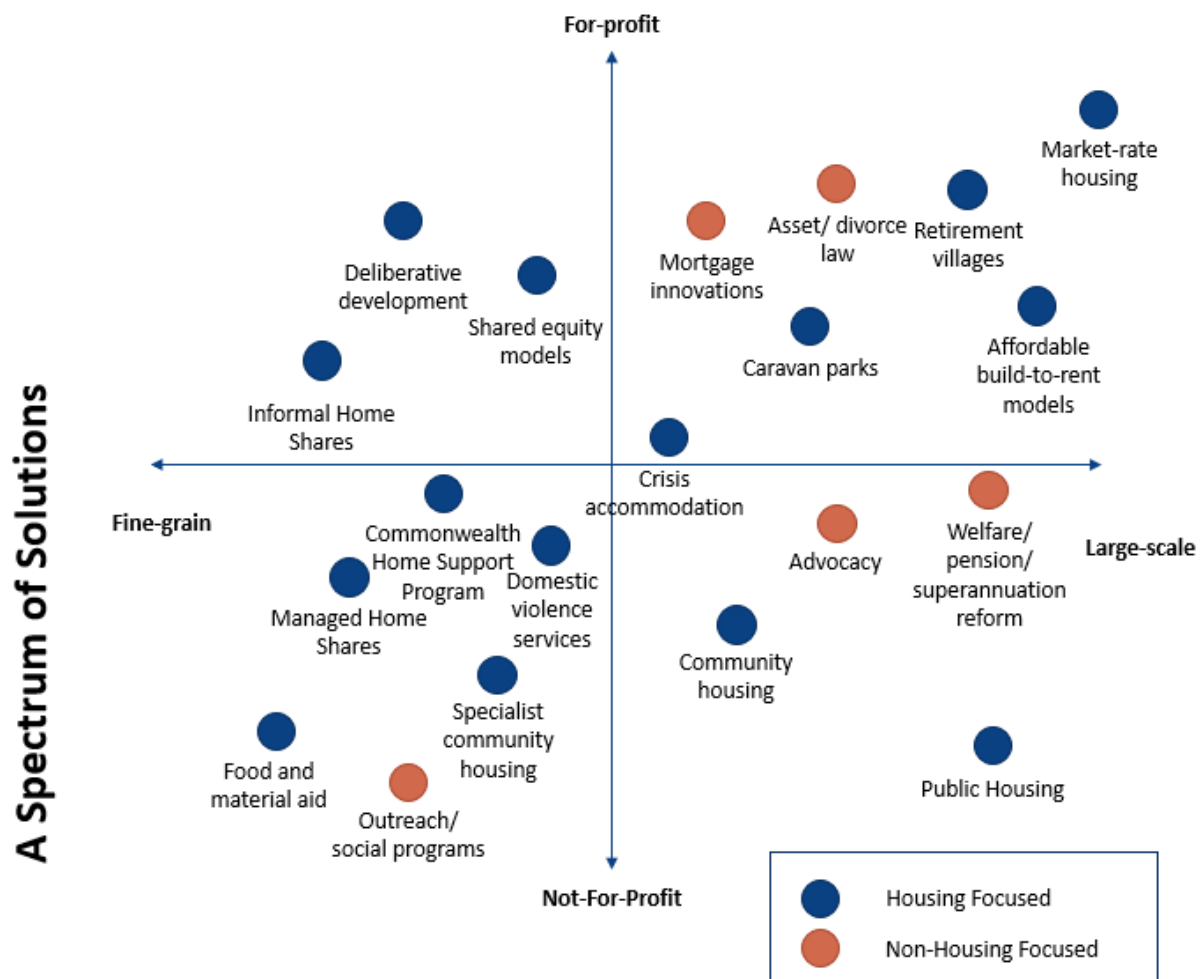 A Spectrum of Solutions
For-profit
Market-rate
housing
Asset/ divorce
law
Retirement
villages
Mortgage
innovations
Deliberative
development
Shared equity
models
Caravan parks
Affordable
build-to-rent
models
Informal Home
Shares
Crisis
accommodation
Fine-grain
Large-scale
Commonwealth
Home Support
Program
Domestic
violence
services
Advocacy
Welfare/
pension/
superannuation
reform
Managed Home
Shares
Community
housing
Specialist
community
housing
Food and
material aid
Public Housing
Outreach/
social programs
Not-For-Profit
Housing Focused
Non-Housing Focused